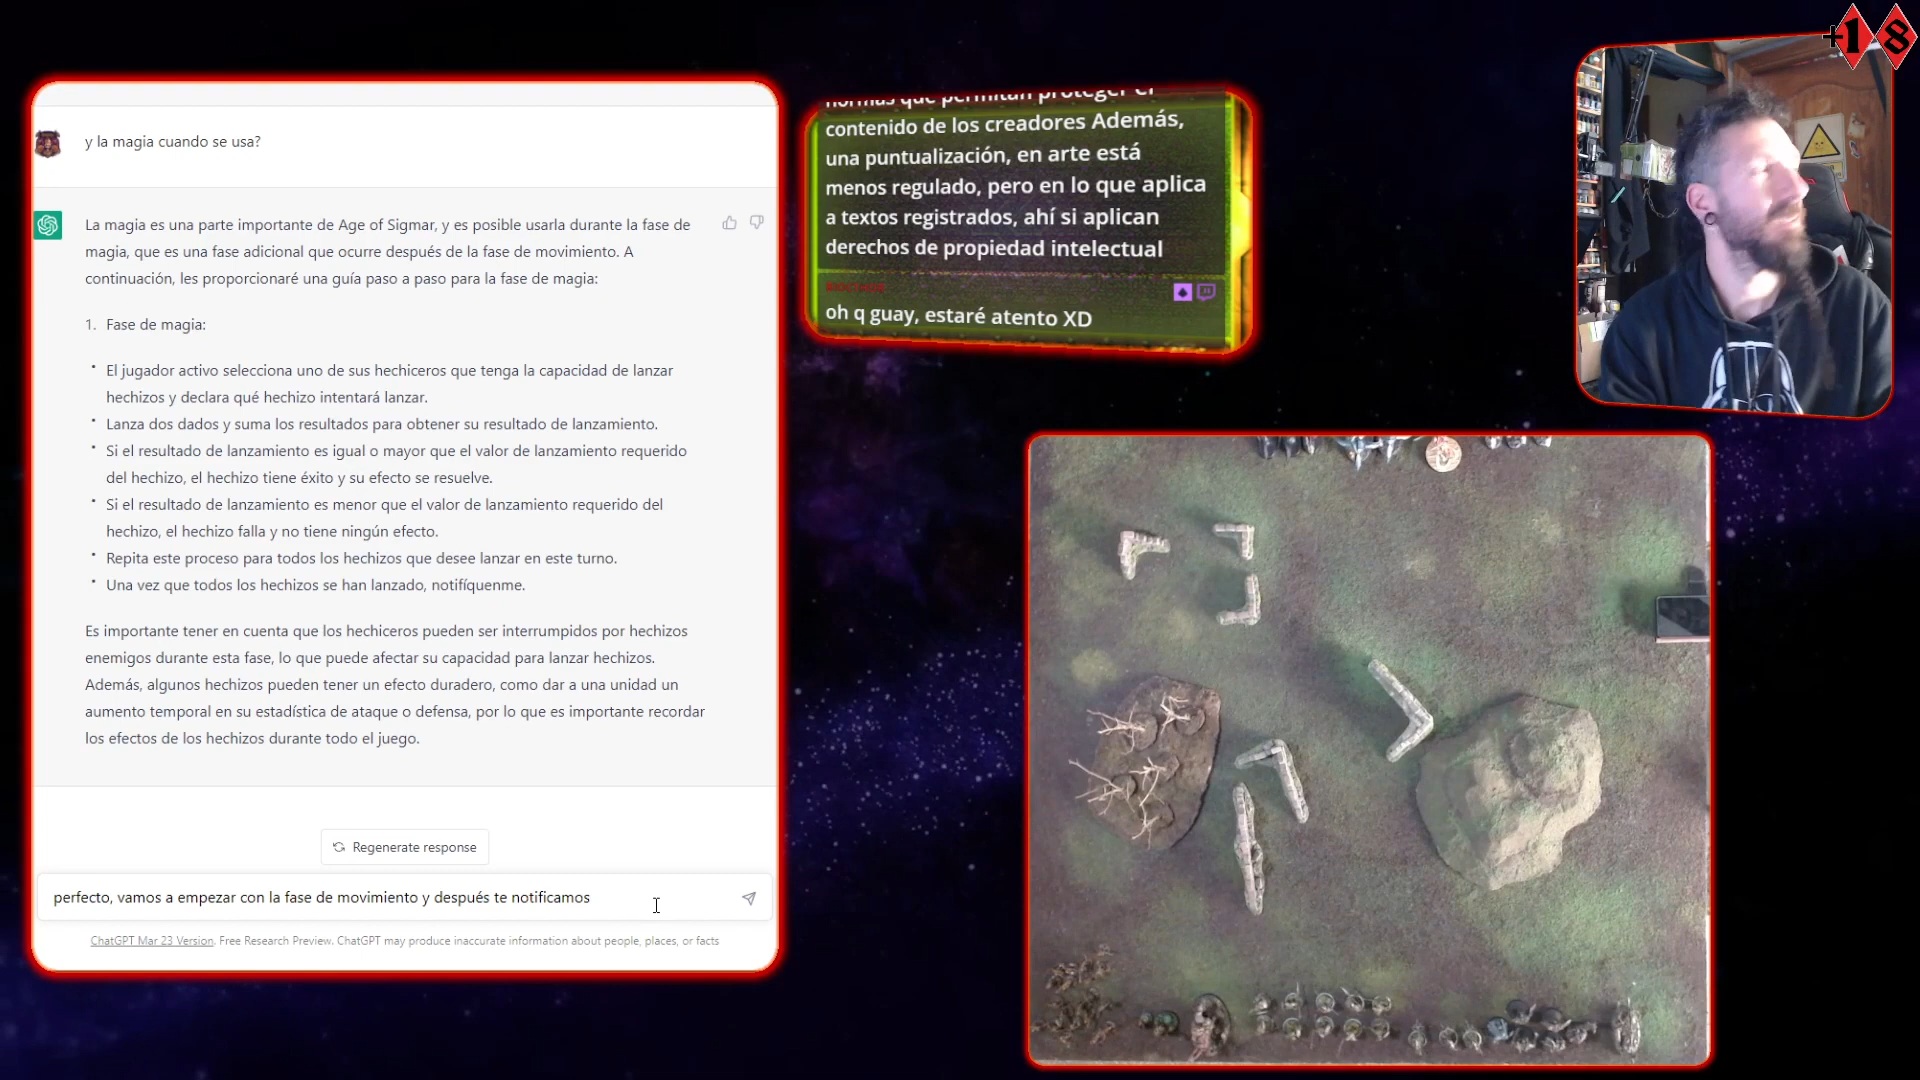 +18
y la magia cuando se usa?
La magia es una parte importante de Age of Sigmar, y es posible usarla durante la fase de
magia, que es una fase adicional que ocurre después de la fase de movimiento. A
continuación, les proporcionaré una guía paso a paso para la fase de magia:
1. Fase de magia:
• El jugador activo selecciona uno de sus hechiceros que tenga la capacidad de lanzar
hechizos y declara qué hechizo intentará lanzar.
• Lanza dos dados y suma los resultados para obtener su resultado de lanzamiento.
• Si el resultado de lanzamiento es igual o mayor que el valor de lanzamiento requerido
del hechizo, el hechizo tiene éxito y su efecto se resuelve.
• Si el resultado de lanzamiento es menor que el valor de lanzamiento requerido del
hechizo, el hechizo falla y no tiene ningún efecto.
• Repita este proceso para todos los hechizos que desee lanzar en este turno.
• Una vez que todos los hechizos se han lanzado, notifíquenme.
Es importante tener en cuenta que los hechiceros pueden ser interrumpidos por hechizos
enemigos durante esta fase, lo que puede afectar su capacidad para lanzar hechizos.
Además, algunos hechizos pueden tener un efecto duradero, como dar a una unidad un
aumento temporal en su estadística de ataque o defensa, por lo que es importante recordar
los efectos de los hechizos durante todo el juego.
Regenerate response
perfecto, vamos a empezar con la fase de movimiento y después te notificamos
ChatGPT Mar 23 Version. Free Research Preview. ChatGPT may produce inaccurate information about people, places, or facts
normas que permitan proteger el
contenido de los creadores Además,
una puntualización, en arte está
menos regulado, pero en lo que aplica
a textos registrados, ahí si aplican
derechos de propiedad intelectual
oh q guay, estaré atento XD